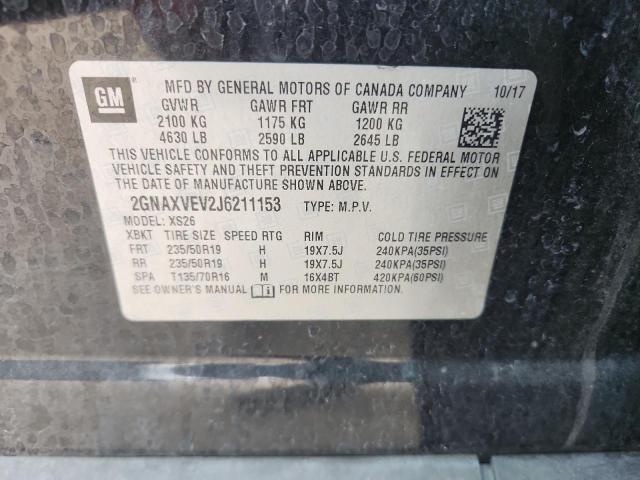 GM ® MFD BY GENERAL MOTORS OF CANADA COMPANY 10/17
GVWR GAWR FRT GAWR RR
2100 KG 1175 KG 1200 KG
4630 LB 2590 LB 2645 LB
THIS VEHICLE CONFORMS TO ALL APPLICABLE U.S. FEDERAL MOTOR
VEHICLE SAFETY AND THEFT PREVENTION STANDARDS IN EFFECT ON
THE DATE OF MANUFACTURE SHOWN ABOVE.
2GNAXVEV2J6211153 TYPE: M.P.V.
MODEL: XS26
XBKT TIRE SIZE SPEED RTG RIM COLD TIRE PRESSURE
FRT 235/50R19 H 19X7.5J 240KPA(35PSI)
RR 235/50R19 H 19X7.5J 240KPA(35PSI)
SPA T135/70R16 M 16X4BT 420KPA(60PSI)
SEE OWNER'S MANUAL i FOR MORE INFORMATION.